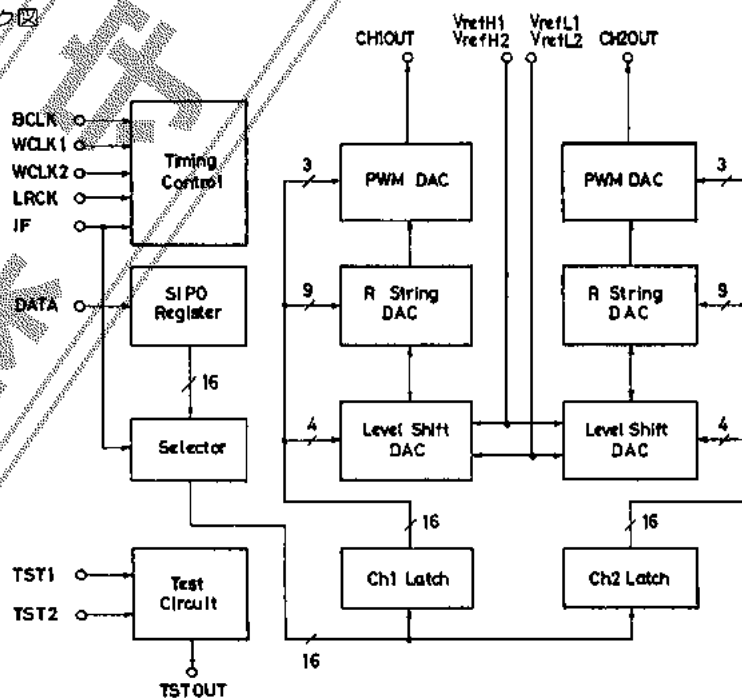 ク図
CH1OUT
VrefH1
VrefH2
VrefL1
VrefL2
CH2OUT
BCLK
WCLK1
WCLK2
LRCK
IF
Timing
Control
3
PWM DAC
PWM DAC
3
DATA
SIPO
Register
9
R String
DAC
R String
DAC
9
16
Selector
4
Level Shift
DAC
Level Shift
DAC
4
16
16
TST1
TST2
Test
Circuit
Ch1 Latch
Ch2 Latch
16
TSTOUT